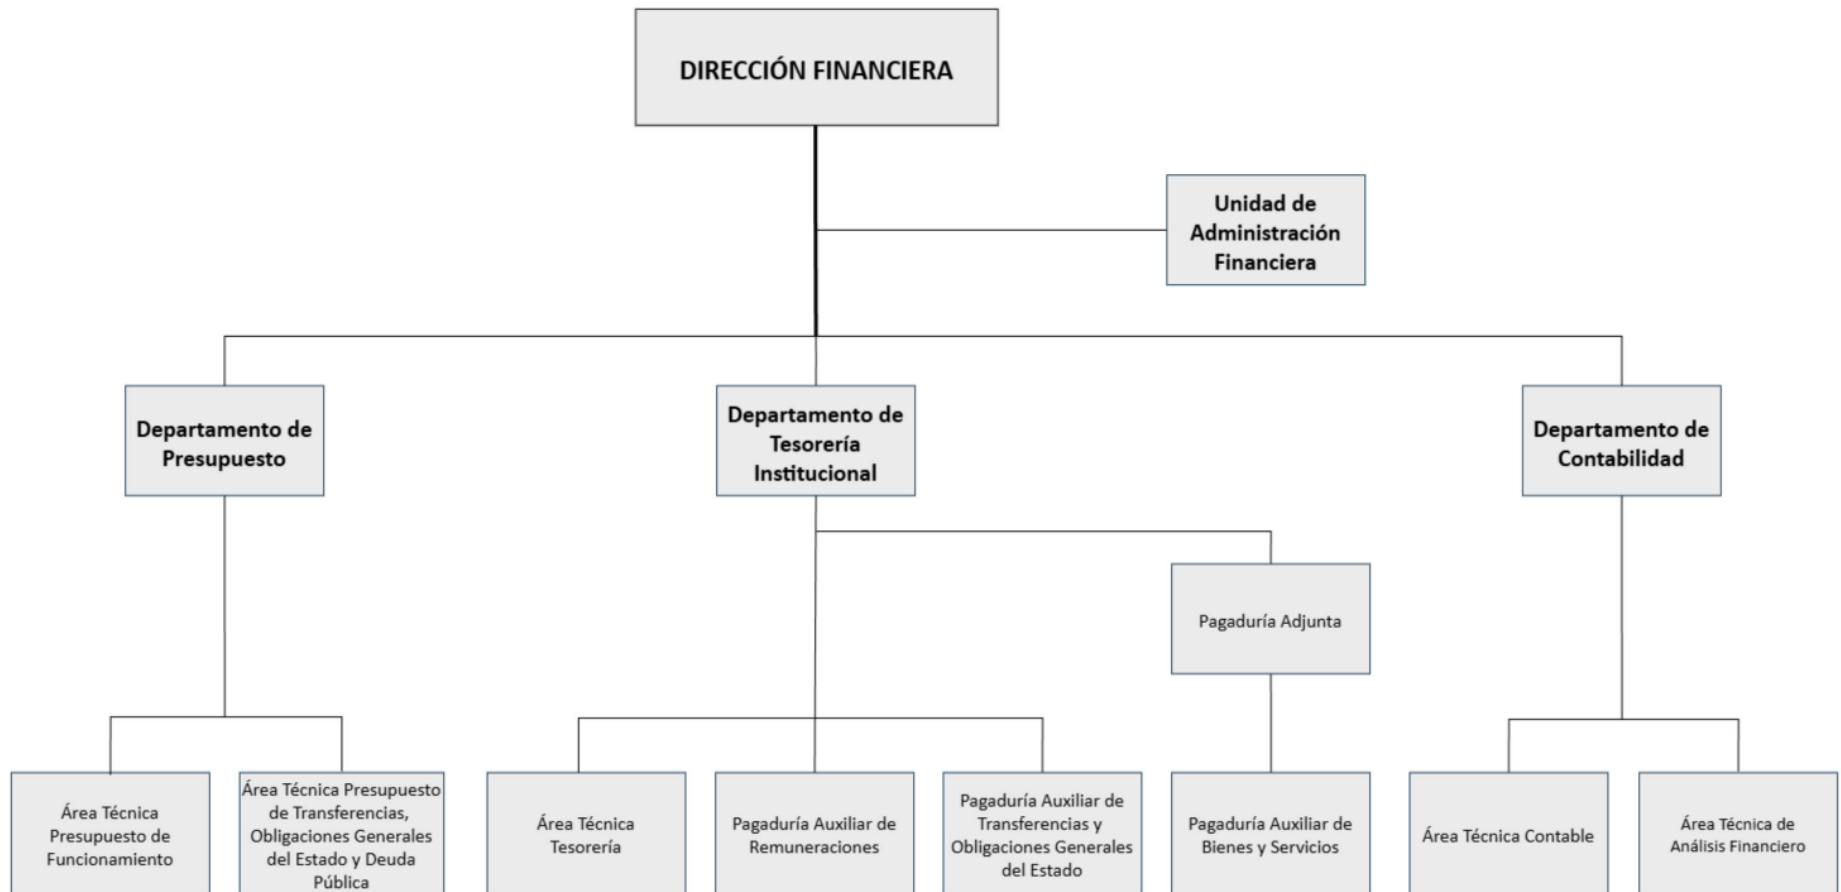 DIRECCIÓN FINANCIERA
Unidad de
Administración
Financiera
Departamento de
Presupuesto
Departamento de
Tesorería
Institucional
Departamento de
Contabilidad
Pagaduría Adjunta
Área Técnica
Presupuesto de
Funcionamiento
Área Técnica Presupuesto
de Transferencias,
Obligaciones Generales
del Estado y Deuda
Pública
Área Técnica
Tesorería
Pagaduría Auxiliar de
Remuneraciones
Pagaduría Auxiliar de
Transferencias y
Obligaciones Generales
del Estado
Pagaduría Auxiliar de
Bienes y Servicios
Área Técnica Contable
Área Técnica de
Análisis Financiero